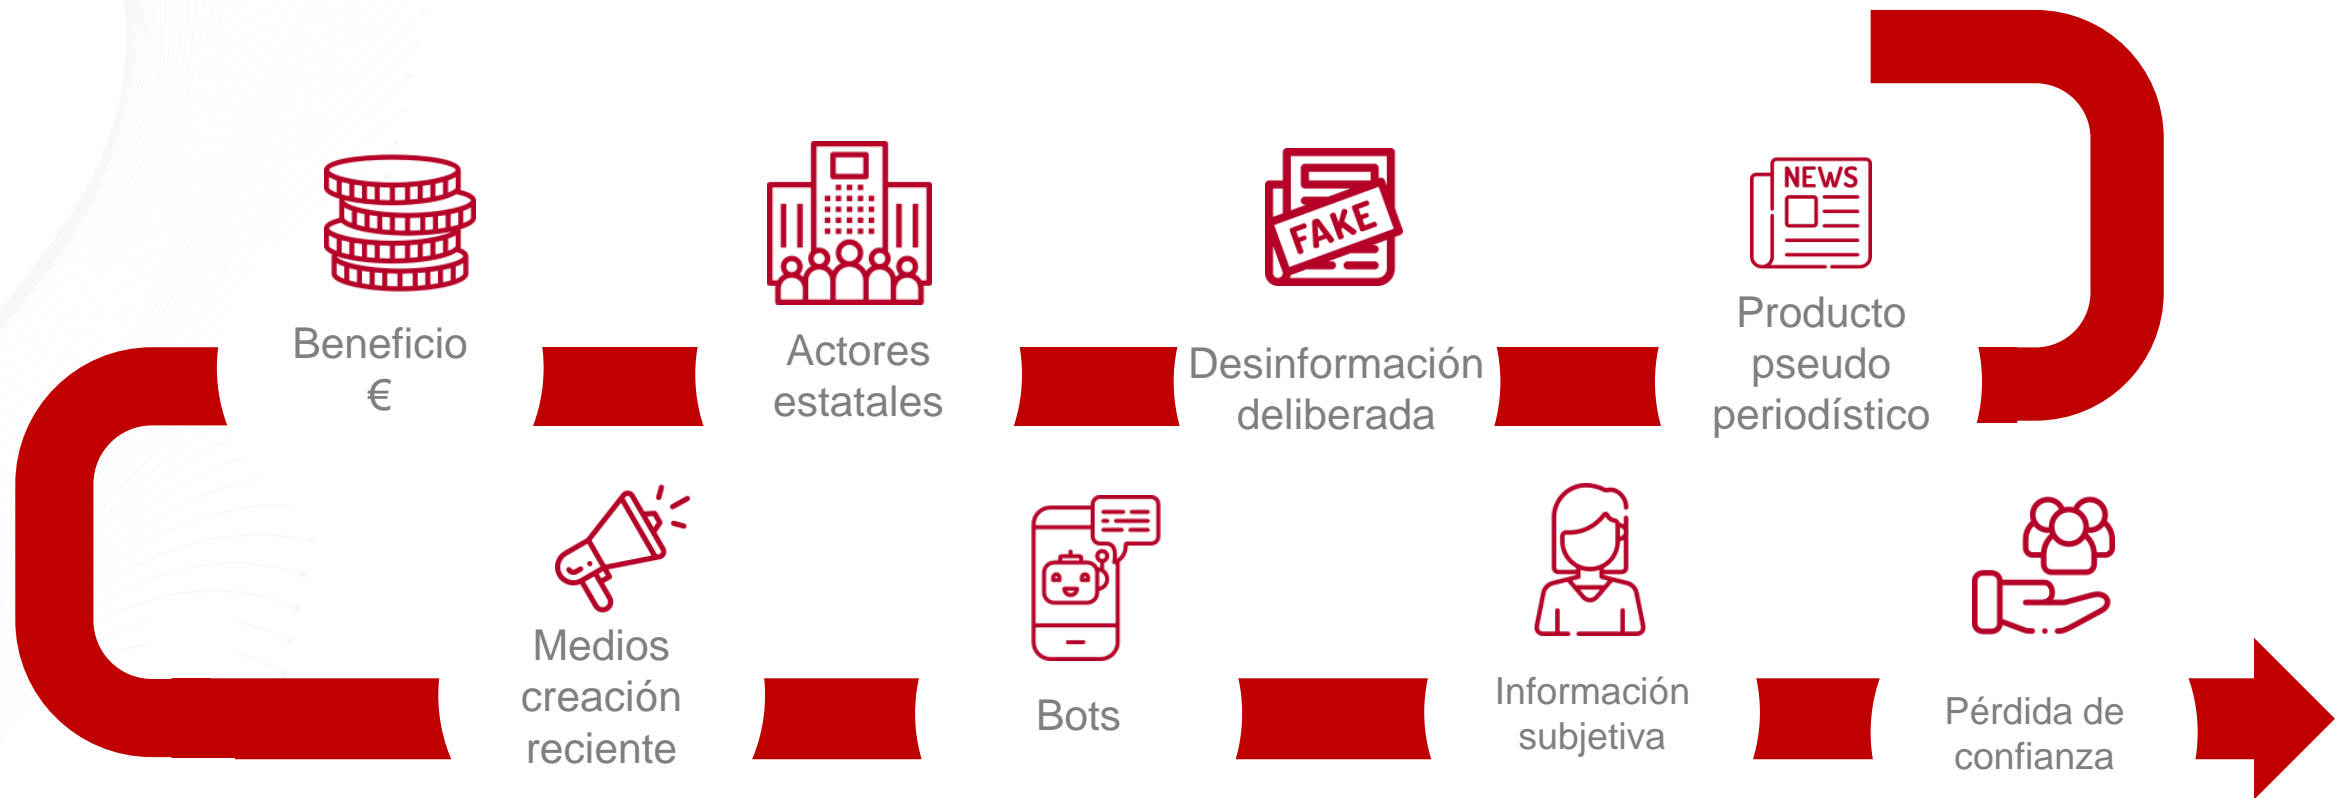 Beneficio
€
Actores
estatales
FAKE
Desinformación
deliberada
NEWS
Producto
pseudo
periodístico
Medios
creación
reciente
Bots
Información
subjetiva
Pérdida de
confianza